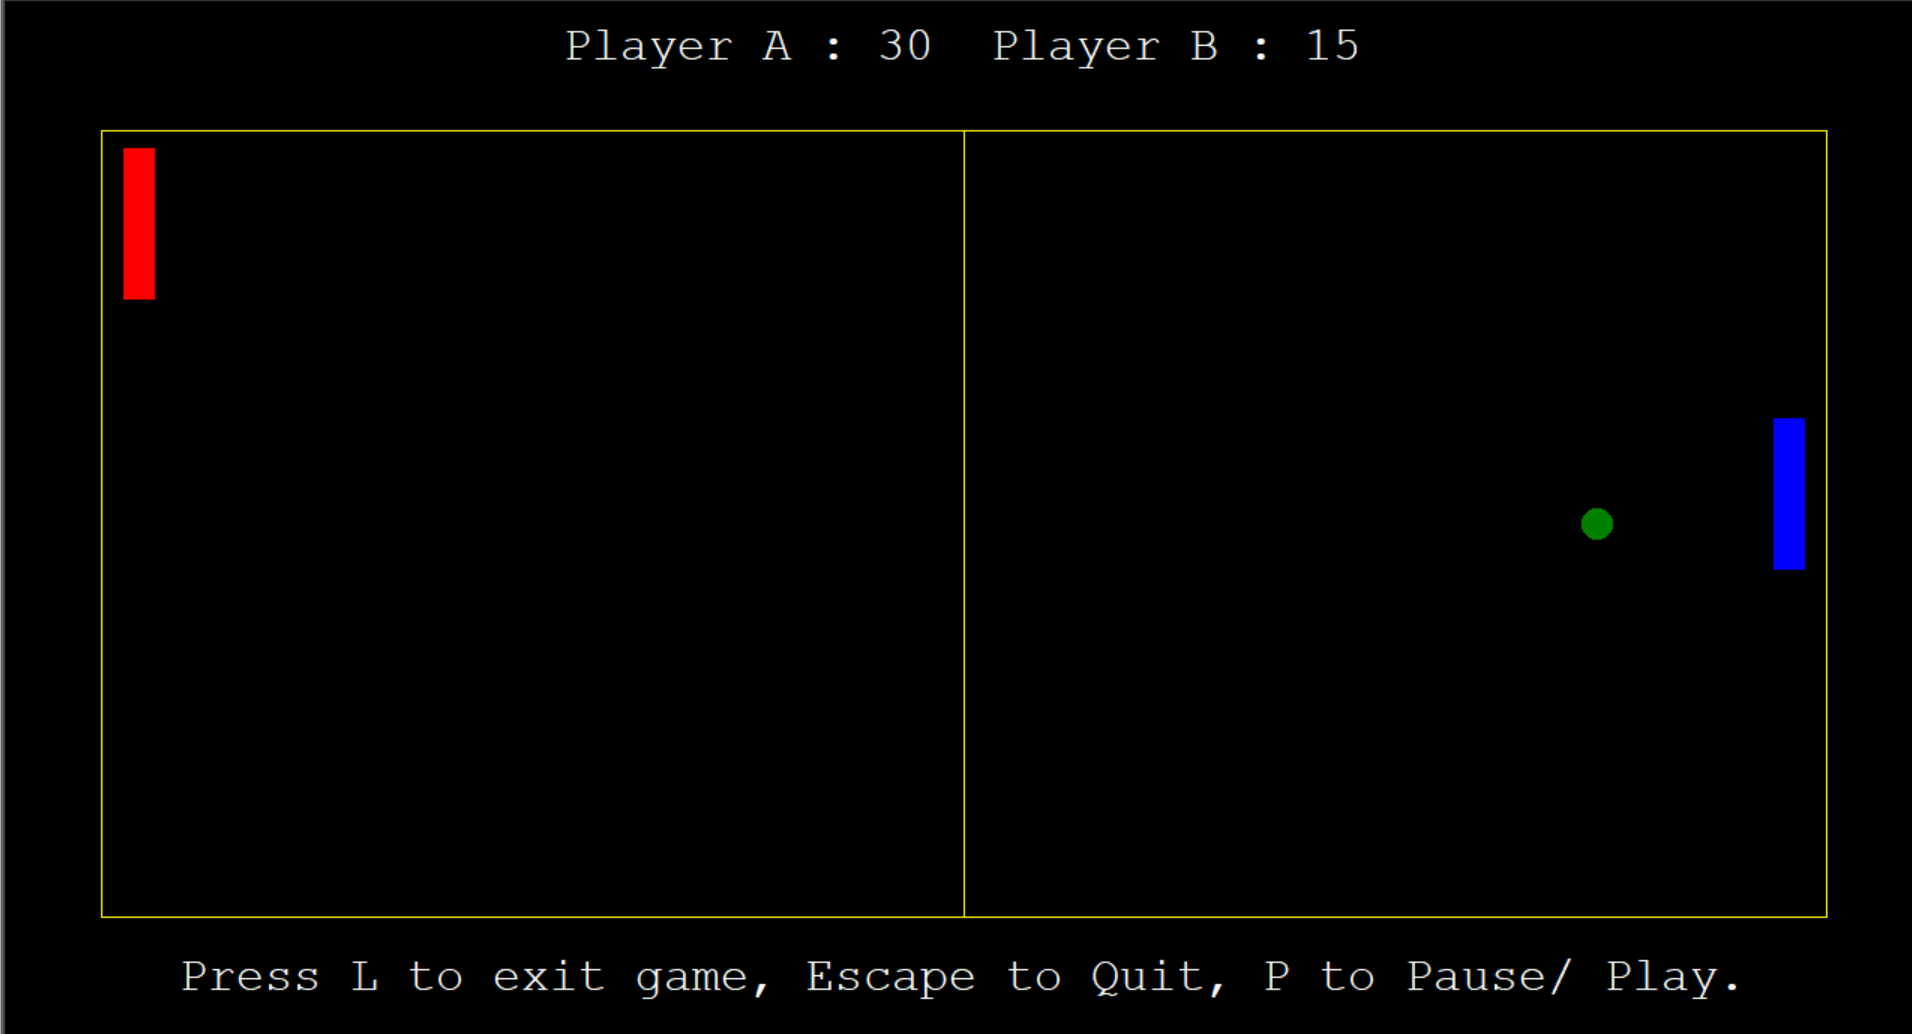 Player A : 30  Player B : 15
Press L to exit game, Escape to Quit, P to Pause/ Play.